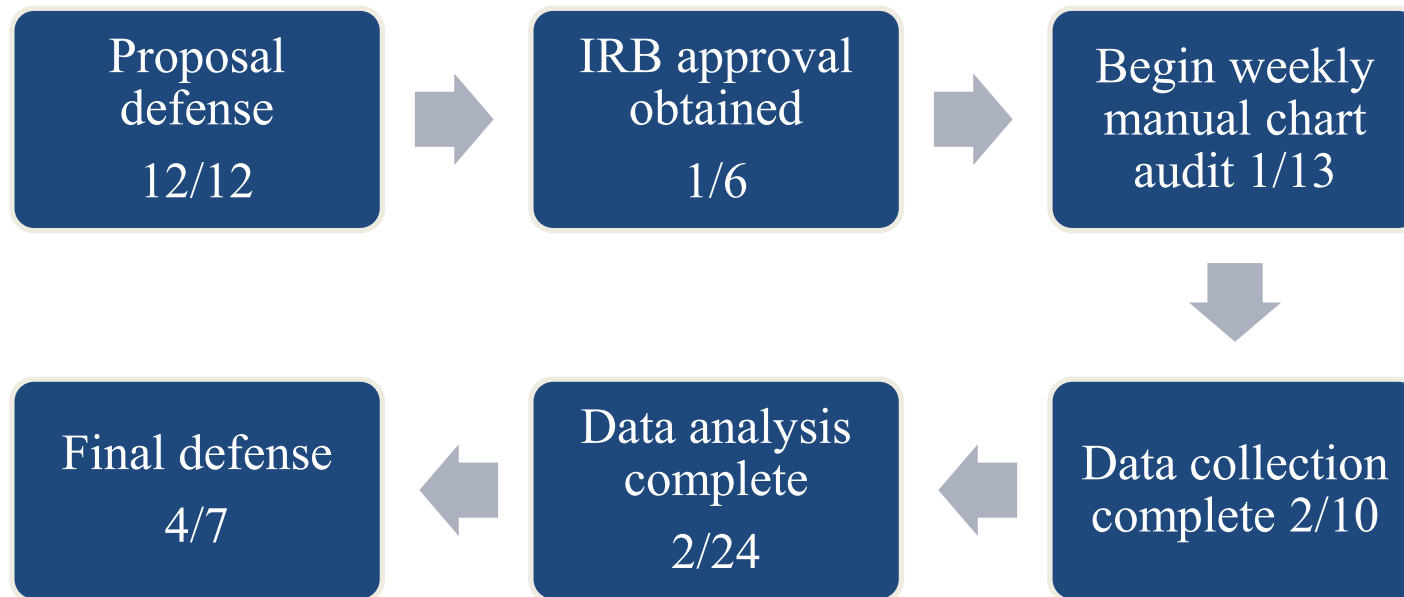 Proposal
defense
12/12
IRB approval
obtained
1/6
Begin weekly
manual chart
audit 1/13
Data collection
complete 2/10
Data analysis
complete
2/24
Final defense
4/7